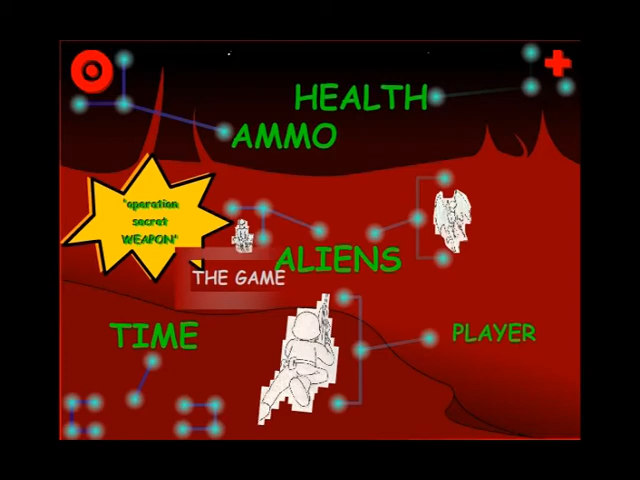 HEALTH
AMMO
"operation
secret
WEAPON"
ALIENS
THE GAME
TIME
PLAYER